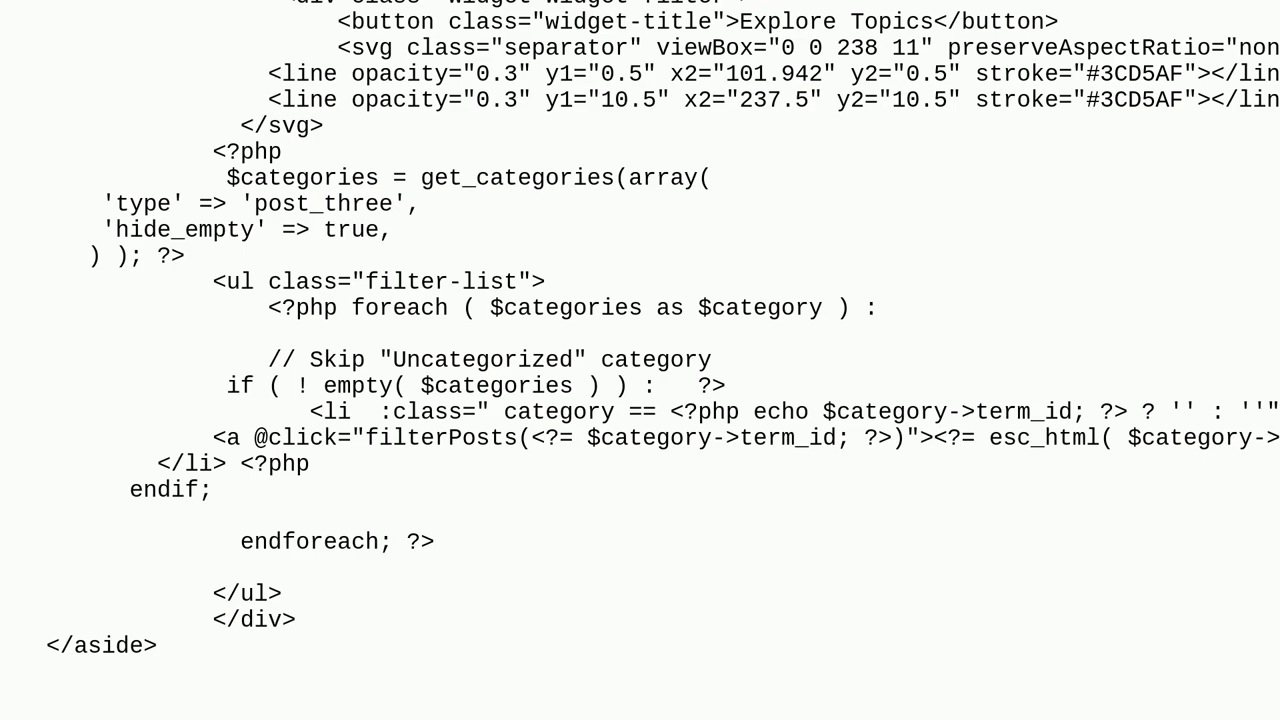 <button class="widget-title">Explore Topics</button>
<svg class="separator" viewBox="0 0 238 11" preserveAspectRatio="non
<line opacity="0.3" y1="0.5" x2="101.942" y2="0.5" stroke="#3CD5AF"></lin
<line opacity="0.3" y1="10.5" x2="237.5" y2="10.5" stroke="#3CD5AF"></lin
</svg>
<?php
$categories = get_categories(array(
'type' => 'post_three',
'hide_empty' => true,
) ); ?>
<ul class="filter-list">
<?php foreach ( $categories as $category ) :
// Skip "Uncategorized" category
if ( ! empty( $categories ) ) :   ?>
<li  :class=" category == <?php echo $category->term_id; ?> ? '' : ''"
<a @click="filterPosts(<?= $category->term_id; ?>)"><?= esc_html( $category->
</li> <?php
endif;
endforeach; ?>
</ul>
</div>
</aside>